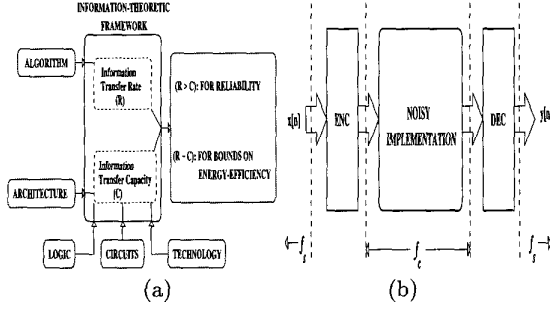 INFORMATION-THEORETIC
FRAMEWORK
ALGORITHM
Information
Transfer Rate
(R)
(R > C): FOR RELIABILITY
(R - C): FOR BOUNDS ON
ENERGY-EFFICIENCY
Information
Transfer Capacity
(C)
ARCHITECTURE
LOGIC
CIRCUITS
TECHNOLOGY
(a)
x[n]
ENC
NOISY
IMPLEMENTATION
DEC
y[n
f_s
f_c
f_s
(b)